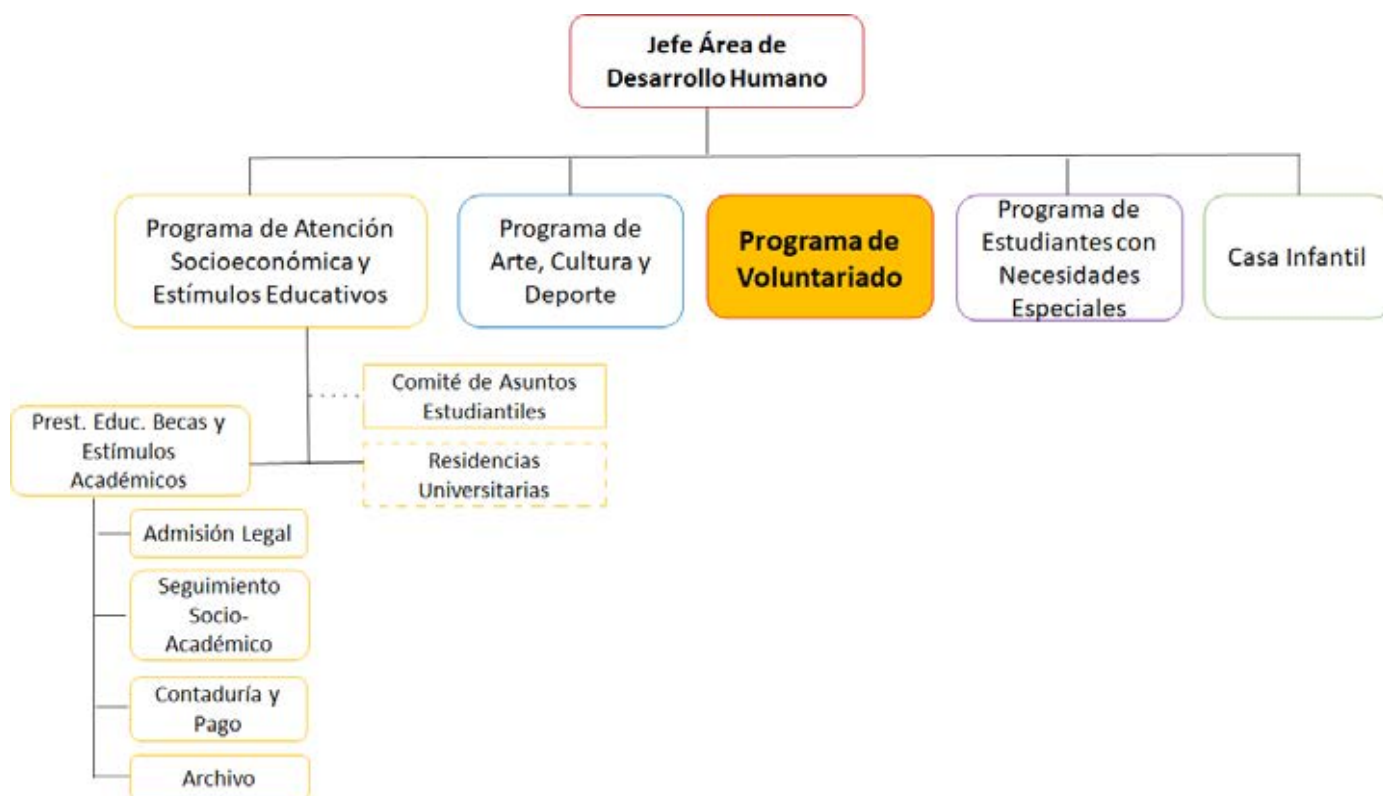 Jefe Área de
Desarrollo Humano
Programa de Atención
Socioeconómica y
Estímulos Educativos
Programa de
Arte, Cultura y
Deporte
Programa de
Voluntariado
Programa de
Estudiantes con
Necesidades
Especiales
Casa Infantil
Comité de Asuntos
Estudiantiles
Prest. Educ. Becas y
Estímulos
Académicos
Residencias
Universitarias
Admisión Legal
Seguimiento
Socio-
Académico
Contaduría y
Pago
Archivo